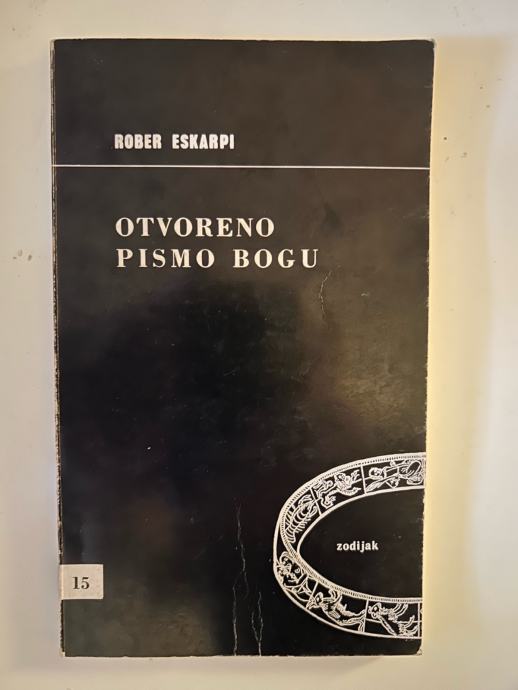 ROBER ESKARPI
OTVORENO
PISMO BOGU
zodijak
15